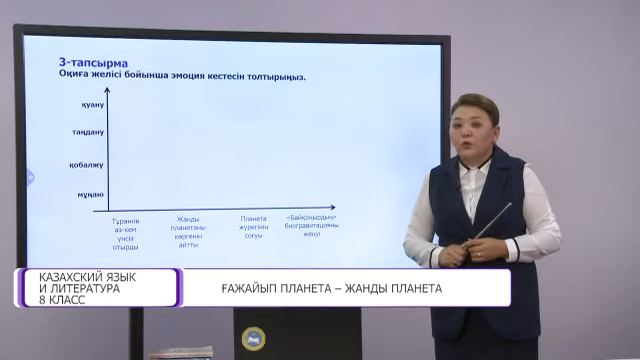 3-тапсырма
Оқиға желісі бойынша эмоция кестесін толтырыңыз.
қуану
таңдану
қобалжу
мұңаю
Тұранов
аз-кем
үнсіз
отырды
Жанды
планетаны
көргенін
айтты
Планета
жүрегінің
соғуы
«Байқоңырдың»
биогравитацияны
жеңуі
КАЗАХСКИЙ ЯЗЫК
И ЛИТЕРАТУРА
8 КЛАСС
ҒАЖАЙЫП ПЛАНЕТА – ЖАНДЫ ПЛАНЕТА